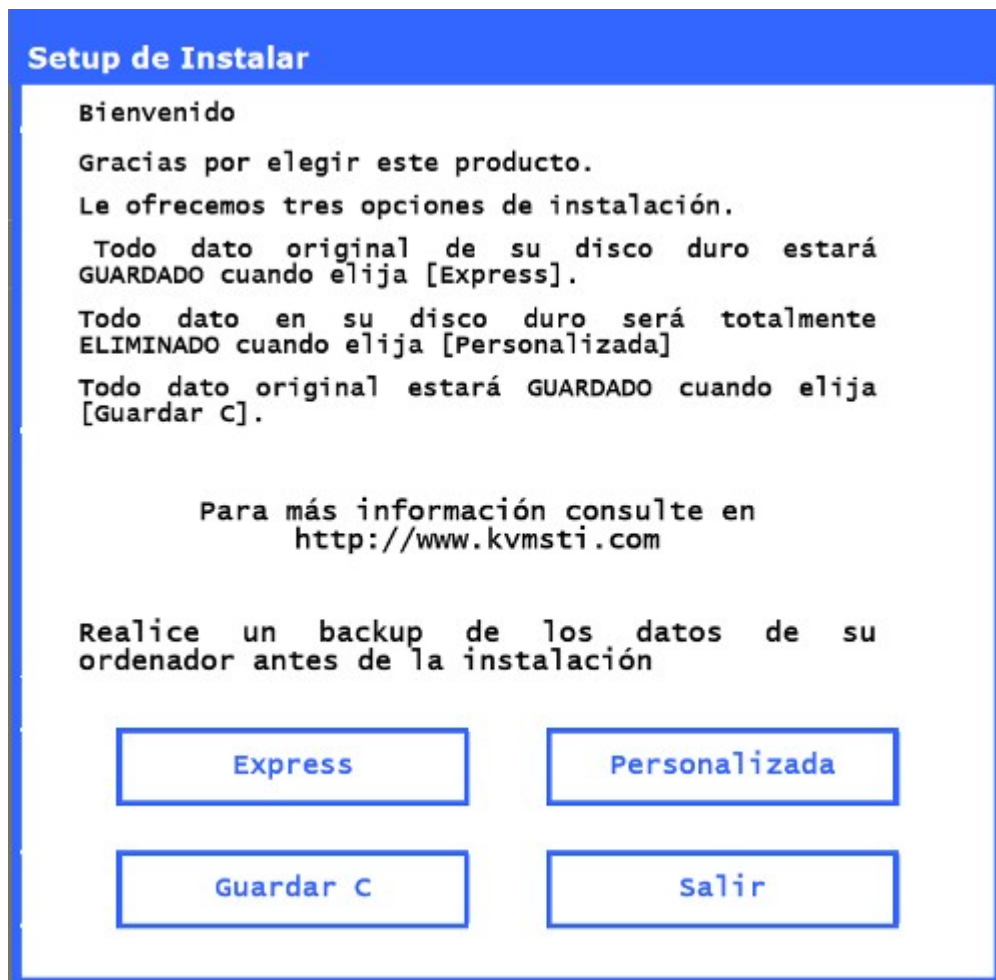 Setup de Instalar
Bienvenido
Gracias por elegir este producto.
Le ofrecemos tres opciones de instalación.
Todo dato original de su disco duro estará
GUARDADO cuando elija [Express].
Todo dato en su disco duro será totalmente
ELIMINADO cuando elija [Personalizada]
Todo dato original estará GUARDADO cuando elija
[Guardar C].
Para más información consulte en
http://www.kvmsti.com
Realice un backup de los datos de su
ordenador antes de la instalación
Express
Personalizada
Guardar C
Salir